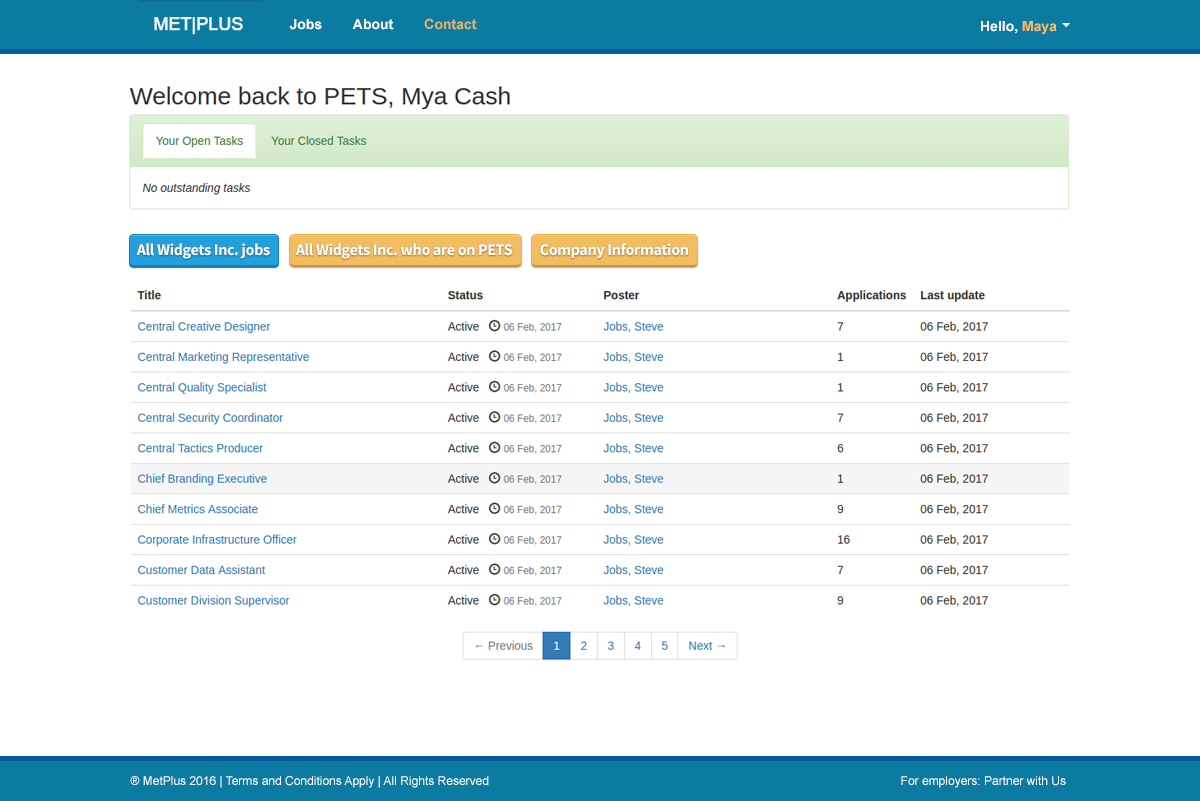 MET|PLUS Jobs About Contact Hello, Maya
Welcome back to PETS, Mya Cash
Your Open Tasks Your Closed Tasks
No outstanding tasks
All Widgets Inc. jobs All Widgets Inc. who are on PETS Company Information
Title Status Poster Applications Last update
Central Creative Designer Active 06 Feb, 2017 Jobs, Steve 7 06 Feb, 2017
Central Marketing Representative Active 06 Feb, 2017 Jobs, Steve 1 06 Feb, 2017
Central Quality Specialist Active 06 Feb, 2017 Jobs, Steve 1 06 Feb, 2017
Central Security Coordinator Active 06 Feb, 2017 Jobs, Steve 7 06 Feb, 2017
Central Tactics Producer Active 06 Feb, 2017 Jobs, Steve 6 06 Feb, 2017
Chief Branding Executive Active 06 Feb, 2017 Jobs, Steve 1 06 Feb, 2017
Chief Metrics Associate Active 06 Feb, 2017 Jobs, Steve 9 06 Feb, 2017
Corporate Infrastructure Officer Active 06 Feb, 2017 Jobs, Steve 16 06 Feb, 2017
Customer Data Assistant Active 06 Feb, 2017 Jobs, Steve 7 06 Feb, 2017
Customer Division Supervisor Active 06 Feb, 2017 Jobs, Steve 9 06 Feb, 2017
← Previous 1 2 3 4 5 Next →
® MetPlus 2016 | Terms and Conditions Apply | All Rights Reserved For employers: Partner with Us